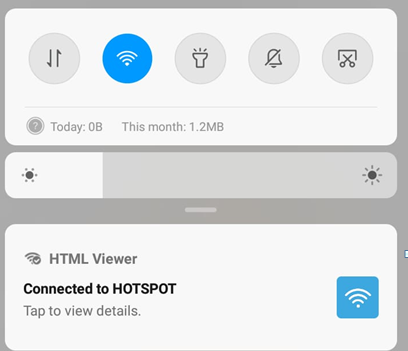 Today: 0B This month: 1.2MB
HTML Viewer
Connected to HOTSPOT
Tap to view details.